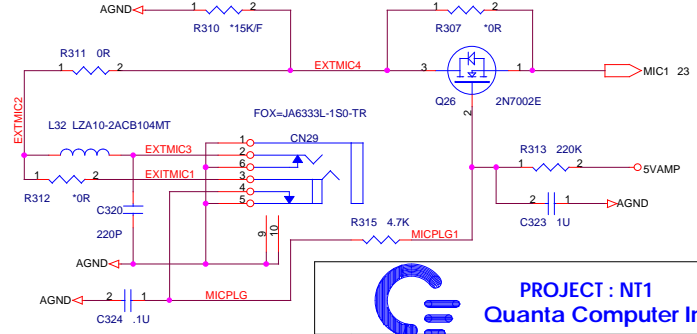 AGND
1 2
R310 *15K/F
R307 *0R
1 2
R311 0R
1 2
EXTMIC4
3 1
MIC1 23
Q26 2N7002E
2
EXTMIC2
L32 LZA10-2ACB104MT
FOX=JA6333L-1S0-TR
CN29
EXTMIC3
EXITMIC1
1
2
6
3
4
5
1 2
R312 *0R
R313 220K
1 2
5VAMP
C320
220P
2 1
AGND
C323 1U
R315 4.7K
MICPLG1
9
10
AGND
AGND
2 1
MICPLG
C324 .1U
PROJECT : NT1
Quanta Computer In